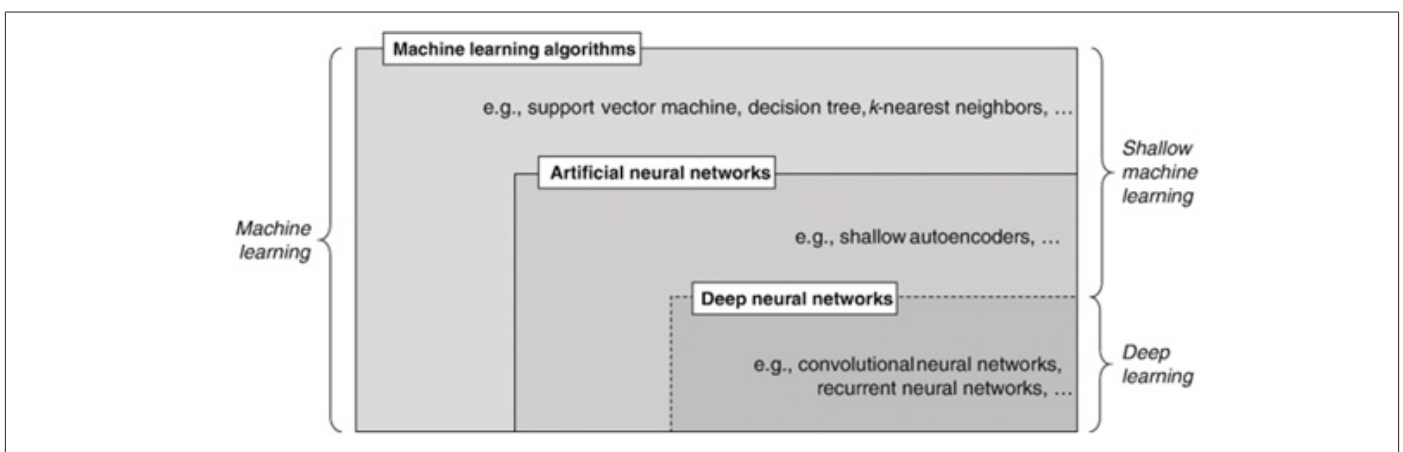 Machine learning algorithms
e.g., support vector machine, decision tree, k-nearest neighbors, …
Shallow
machine
learning
Artificial neural networks
Machine
learning
e.g., shallow autoencoders, …
Deep neural networks
e.g., convolutional neural networks,
recurrent neural networks, …
Deep
learning